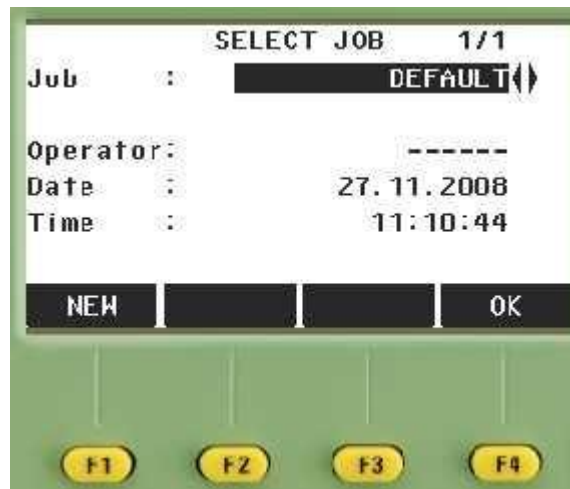 SELECT JOB 1/1
Job : DEFAULT
Operator: ------
Date : 27.11.2008
Time : 11:10:44
NEW OK
F1 F2 F3 F4